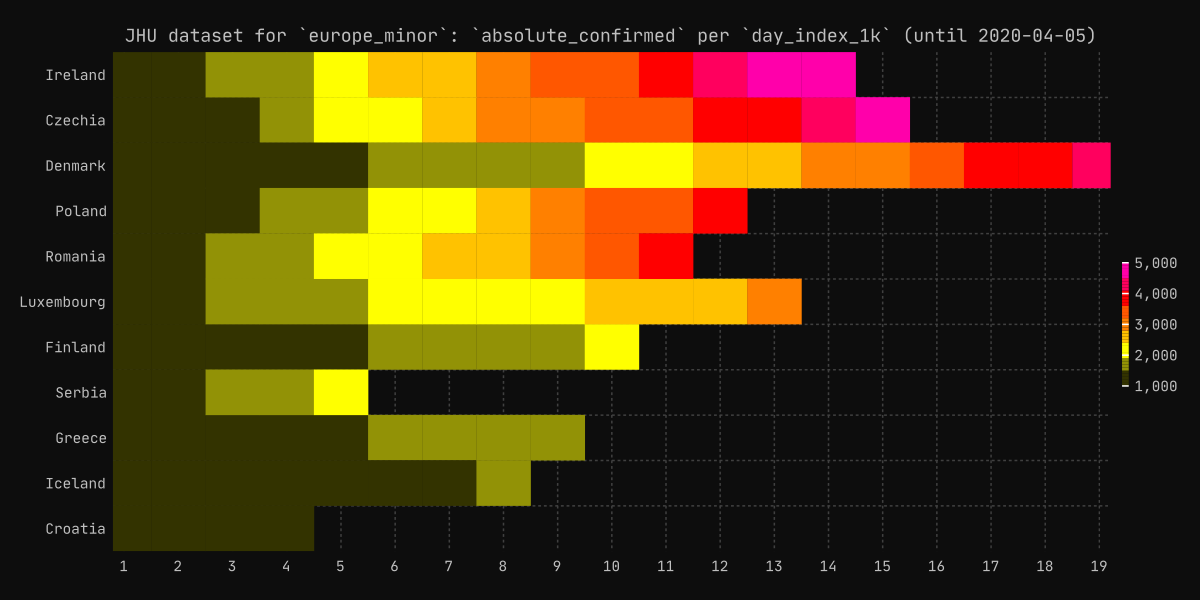 JHU dataset for `europe_minor`: `absolute_confirmed` per `day_index_1k` (until 2020-04-05)
Ireland
Czechia
Denmark
Poland
Romania
Luxembourg
Finland
Serbia
Greece
Iceland
Croatia
1 2 3 4 5 6 7 8 9 10 11 12 13 14 15 16 17 18 19
5,000
4,000
3,000
2,000
1,000